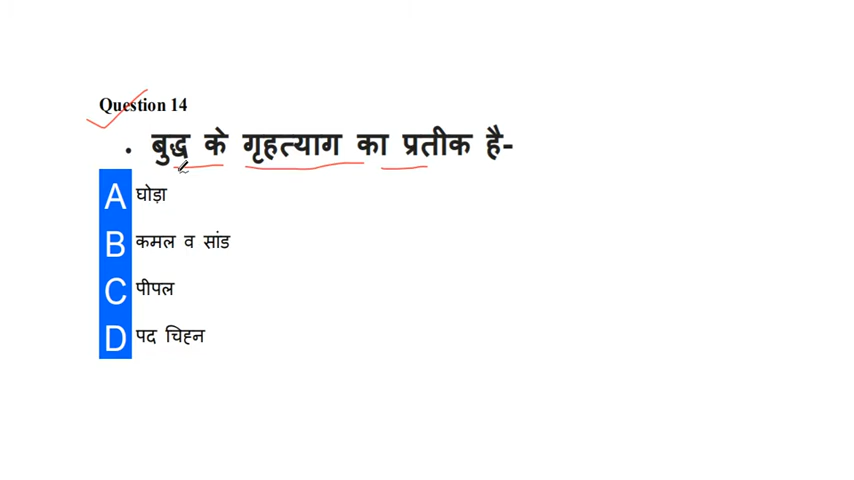 Question 14
. बुद्ध के गृहत्याग का प्रतीक है-
A घोड़ा
B कमल व सांड
C पीपल
D पद चिह्न